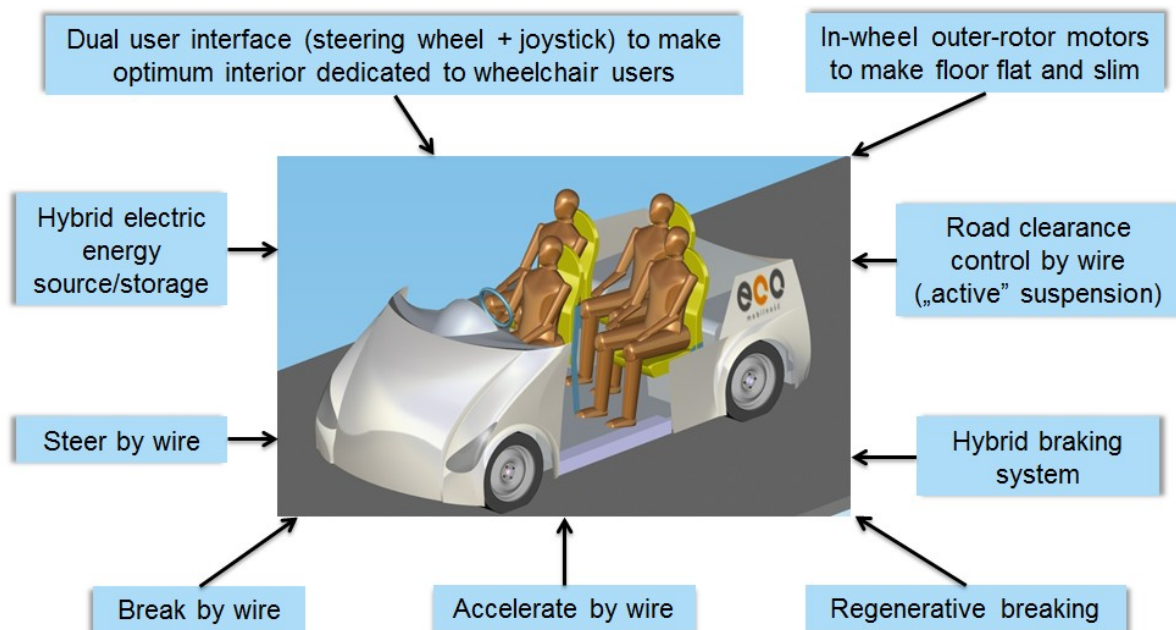 Dual user interface (steering wheel + joystick) to make
optimum interior dedicated to wheelchair users
In-wheel outer-rotor motors
to make floor flat and slim
Hybrid electric
energy
source/storage
Road clearance
control by wire
(„active” suspension)
eco
mobilność
Steer by wire
Hybrid braking
system
Break by wire
Accelerate by wire
Regenerative breaking